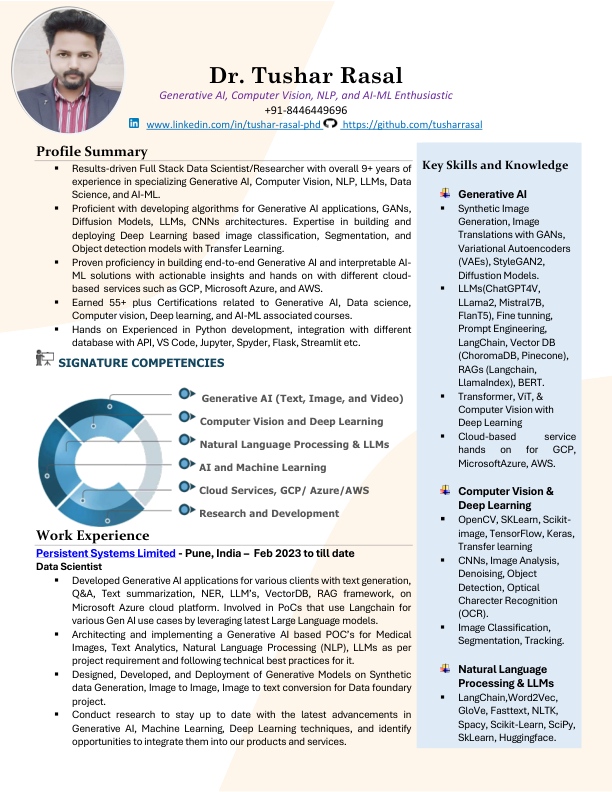 Dr. Tushar Rasal
Generative AI, Computer Vision, NLP, and AI-ML Enthusiastic
+91-8446449696
www.linkedin.com/in/tushar-rasal-phd https://github.com/tusharrasal
Profile Summary
▪ Results-driven Full Stack Data Scientist/Researcher with overall 9+ years of
experience in specializing Generative AI, Computer Vision, NLP, LLMs, Data
Science, and AI-ML.
▪ Proficient with developing algorithms for Generative AI applications, GANs,
Diffusion Models, LLMs, CNNs architectures. Expertise in building and
deploying Deep Learning based image classification, Segmentation, and
Object detection models with Transfer Learning.
▪ Proven proficiency in building end-to-end Generative AI and interpretable AI-
ML solutions with actionable insights and hands on with different cloud-
based services such as GCP, Microsoft Azure, and AWS.
▪ Earned 55+ plus Certifications related to Generative AI, Data science,
Computer vision, Deep learning, and AI-ML associated courses.
▪ Hands on Experienced in Python development, integration with different
database with API, VS Code, Jupyter, Spyder, Flask, Streamlit etc.
SIGNATURE COMPETENCIES
Generative AI (Text, Image, and Video)
Computer Vision and Deep Learning
Natural Language Processing & LLMs
AI and Machine Learning
Cloud Services, GCP/ Azure/AWS
Research and Development
Work Experience
Persistent Systems Limited - Pune, India – Feb 2023 to till date
Data Scientist
▪ Developed Generative AI applications for various clients with text generation,
Q&A, Text summarization, NER, LLM's, VectorDB, RAG framework, on
Microsoft Azure cloud platform. Involved in PoCs that use Langchain for
various Gen AI use cases by leveraging latest Large Language models.
▪ Architecting and implementing a Generative AI based POC's for Medical
Images, Text Analytics, Natural Language Processing (NLP), LLMs as per
project requirement and following technical best practices for it.
▪ Designed, Developed, and Deployment of Generative Models on Synthetic
data Generation, Image to Image, Image to text conversion for Data foundary
project.
▪ Conduct research to stay up to date with the latest advancements in
Generative AI, Machine Learning, Deep Learning techniques, and identify
opportunities to integrate them into our products and services.
Key Skills and Knowledge
Generative AI
▪ Synthetic Image
Generation, Image
Translations with GANs,
Variational Autoencoders
(VAEs), StyleGAN2,
Diffustion Models.
▪ LLMs(ChatGPT4V,
LLama2, Mistral7B,
FlanT5), Fine tunning,
Prompt Engineering,
LangChain, Vector DB
(ChoromaDB, Pinecone),
RAGs (Langchain,
LlamaIndex), BERT.
▪ Transformer, ViT, &
Computer Vision with
Deep Learning
▪ Cloud-based service
hands on for GCP,
MicrosoftAzure, AWS.
Computer Vision &
Deep Learning
▪ OpenCV, SKLearn, Scikit-
image, TensorFlow, Keras,
Transfer learning
▪ CNNs, Image Analysis,
Denoising, Object
Detection, Optical
Charecter Recognition
(OCR).
▪ Image Classification,
Segmentation, Tracking.
Natural Language
Processing & LLMs
▪ LangChain,Word2Vec,
GloVe, Fasttext, NLTK,
Spacy, Scikit-Learn, SciPy,
SkLearn, Huggingface.